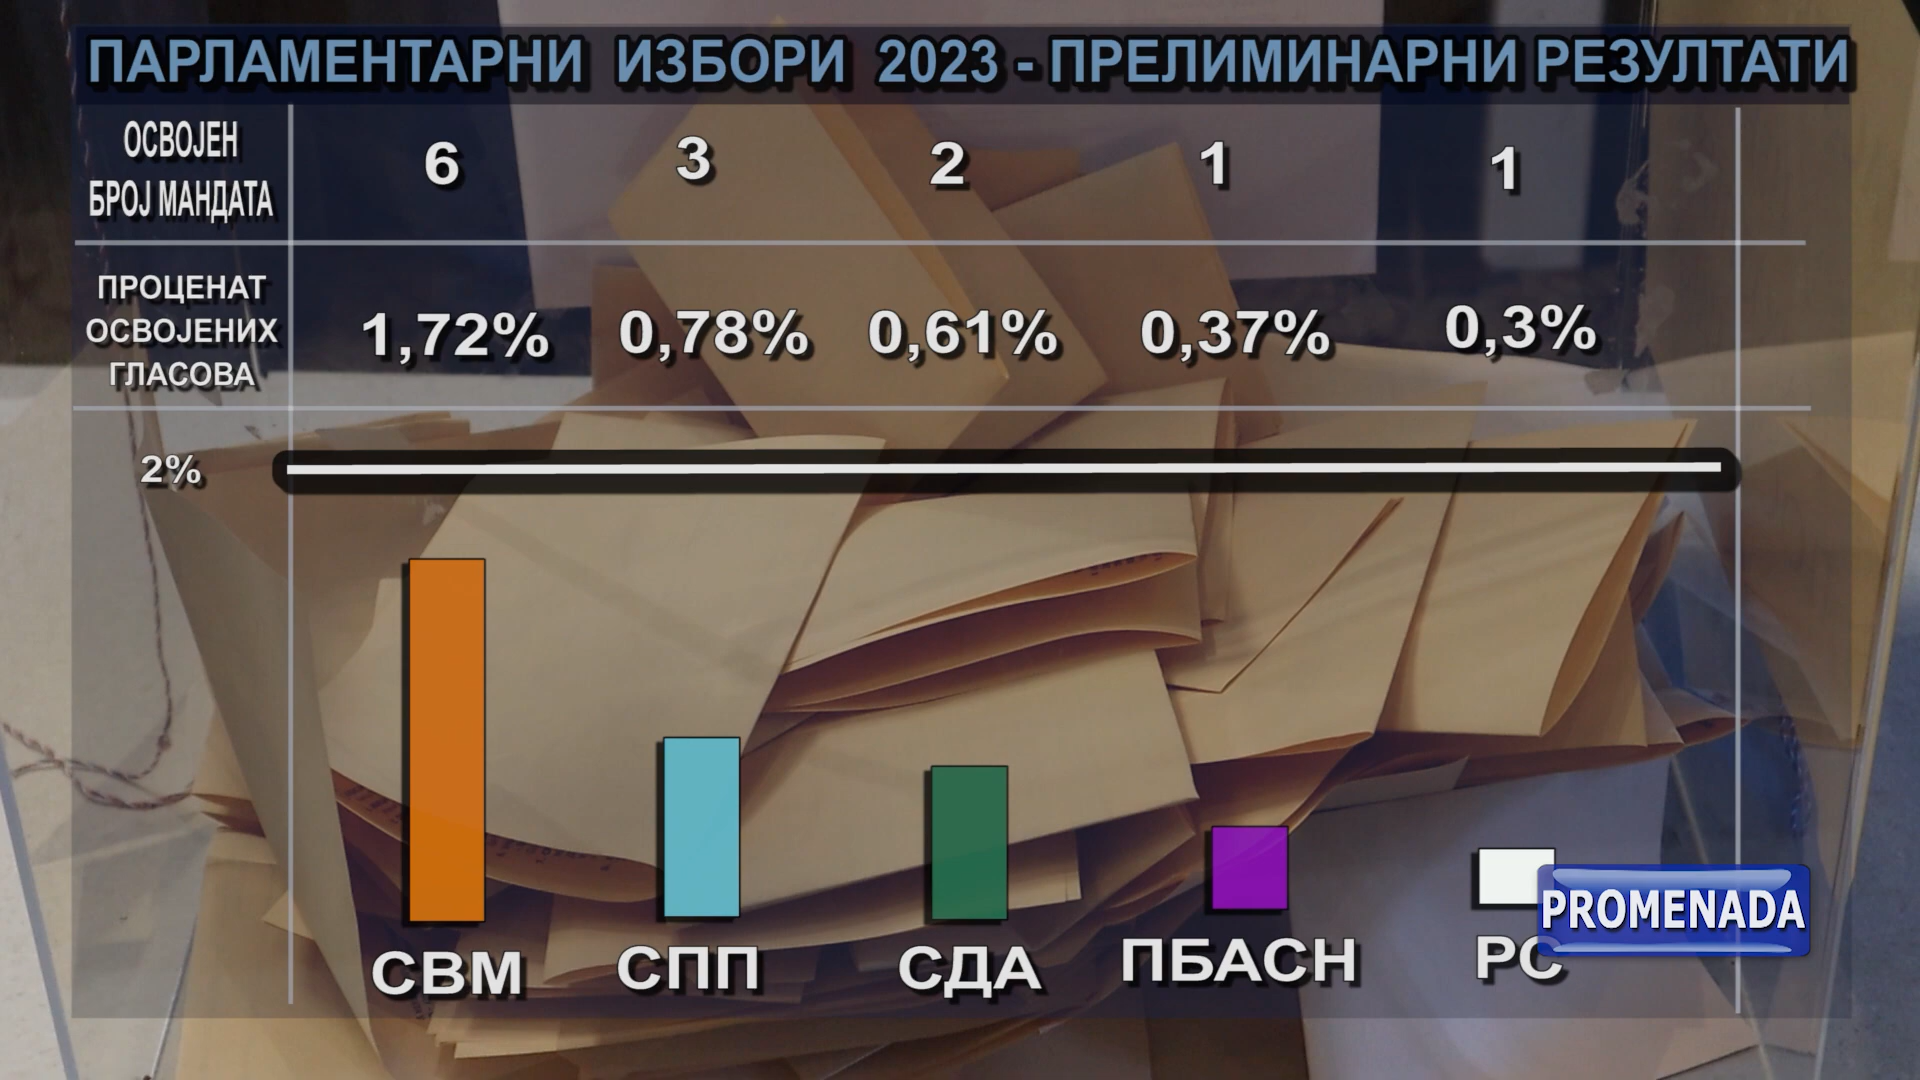 ПАРЛАМЕНТАРНИ ИЗБОРИ 2023 - ПРЕЛИМИНАРНИ РЕЗУЛТАТИ
ОСВОЈЕН
БРОЈ МАНДАТА
6 3 2 1 1
ПРОЦЕНАТ
ОСВОЈЕНИХ
ГЛАСОВА
1,72% 0,78% 0,61% 0,37% 0,3%
2%
СВМ СПП СДА ПБАСН РС
PROMENADA